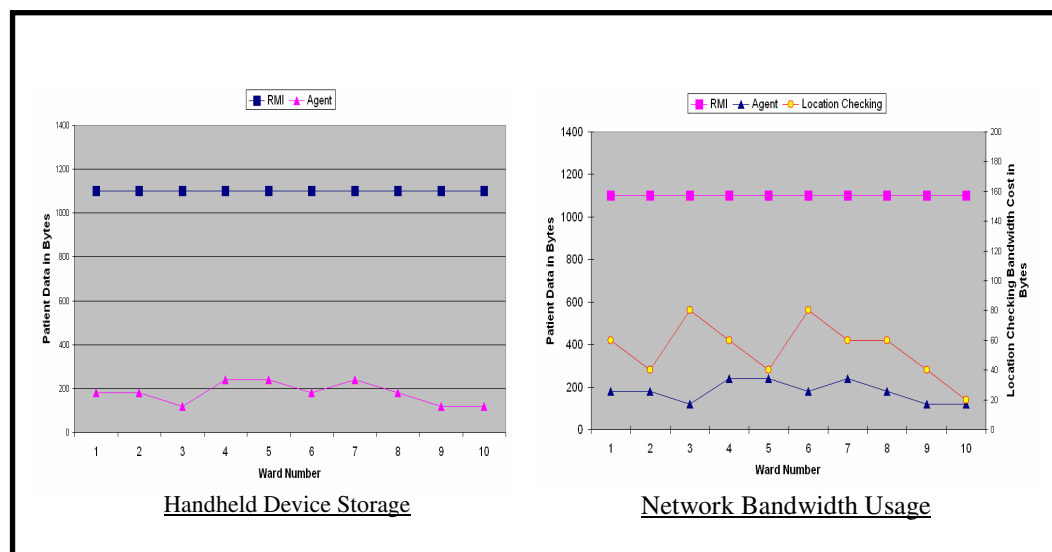 RMI Agent
1400
1200
1000
800
600
400
200
0
Patient Data in Bytes
1 2 3 4 5 6 7 8 9 10
Ward Number
Handheld Device Storage
RMI Agent Location Checking
1400
1200
1000
800
600
400
200
0
Patient Data in Bytes
200
180
160
140
120
100
80
60
40
20
0
Location Checking Bandwidth Cost in
Bytes
1 2 3 4 5 6 7 8 9 10
Ward Number
Network Bandwidth Usage